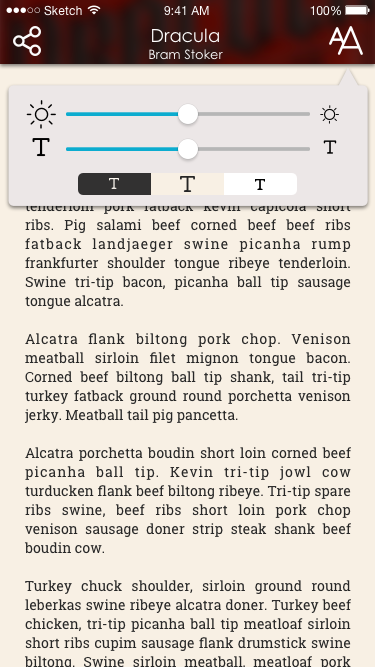 Sketch 9:41 AM 100%
Dracula
Bram Stoker
AA
T T
T T T
tenderloin pork fatback kevin capicola short
ribs. Pig salami beef corned beef beef ribs
fatback landjaeger swine picanha rump
frankfurter shoulder tongue ribeye tenderloin.
Swine tri-tip bacon, picanha ball tip sausage
tongue alcatra.
Alcatra flank biltong pork chop. Venison
meatball sirloin filet mignon tongue bacon.
Corned beef biltong ball tip shank, tail tri-tip
turkey fatback ground round porchetta venison
jerky. Meatball tail pig pancetta.
Alcatra porchetta boudin short loin corned beef
picanha ball tip. Kevin tri-tip jowl cow
turducken flank beef biltong ribeye. Tri-tip spare
ribs swine, beef ribs short loin pork chop
venison sausage doner strip steak shank beef
boudin cow.
Turkey chuck shoulder, sirloin ground round
leberkas swine ribeye alcatra doner. Turkey beef
chicken, tri-tip ball tip meatloaf sirloin
short ribs cupim sausage flank drumstick swine
biltong. Swine sirloin meatball, meatloaf pork